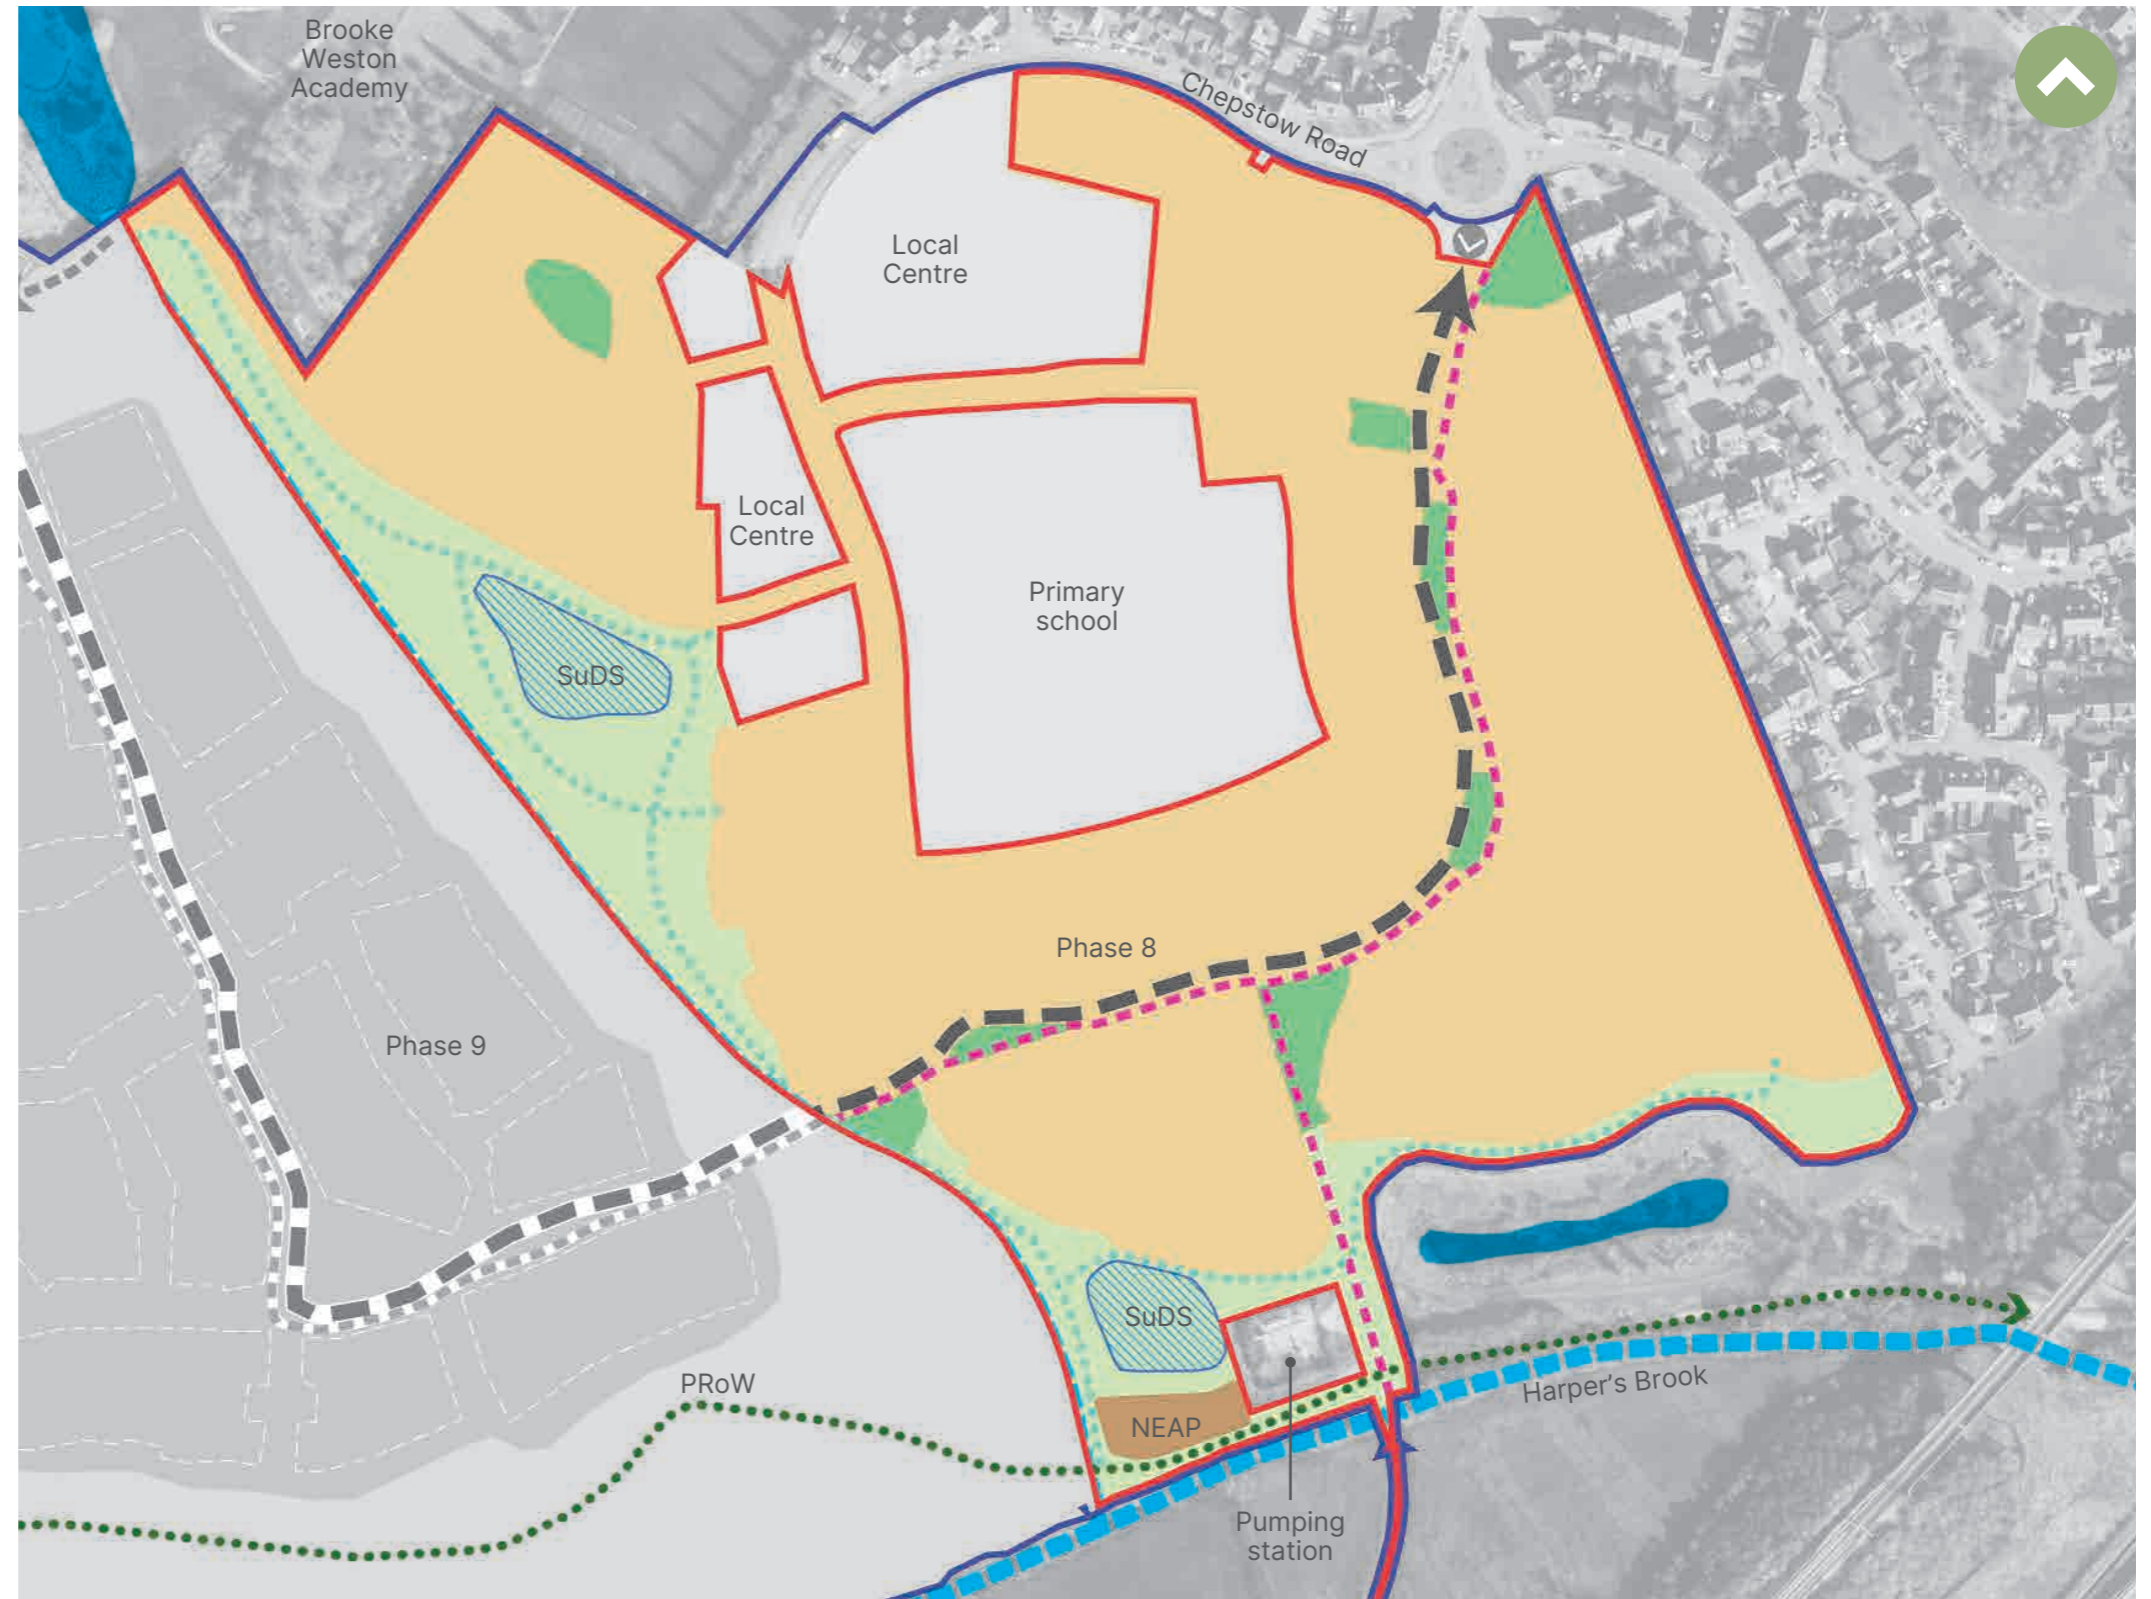 Brooke
Weston
Academy
Chepstow Road
Local
Centre
Local
Centre
Primary
school
SuDS
Phase 8
Phase 9
SuDS
PRoW
Harper's Brook
NEAP
Pumping
station